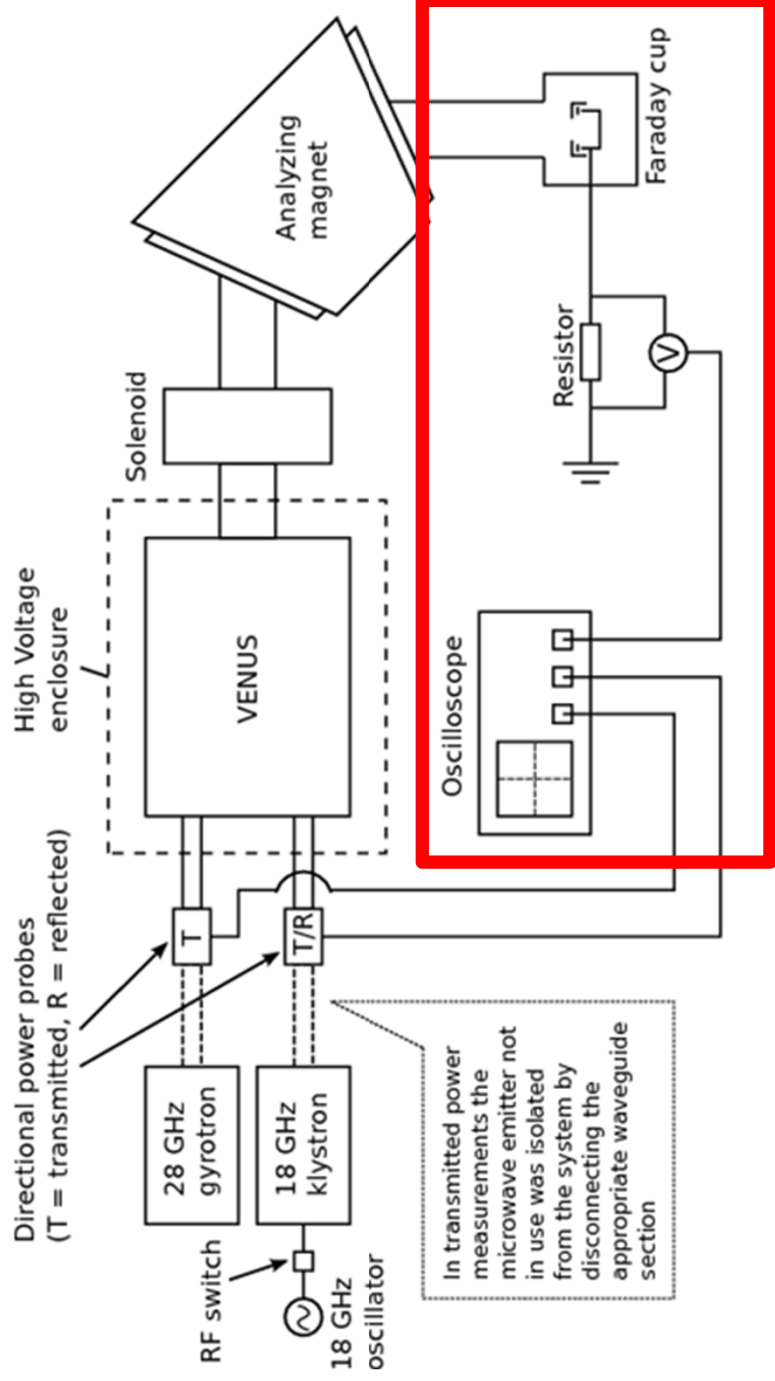 Directional power probes
(T = transmitted, R = reflected)
High Voltage
enclosure
Solenoid
Analyzing
magnet
28 GHz
gyrotron
T
VENUS
RF switch
18 GHz
klystron
T/R
18 GHz
oscillator
In transmitted power
measurements the
microwave emitter not
in use was isolated
from the system by
disconnecting the
appropriate waveguide
section
Oscilloscope
Resistor
V
Faraday cup